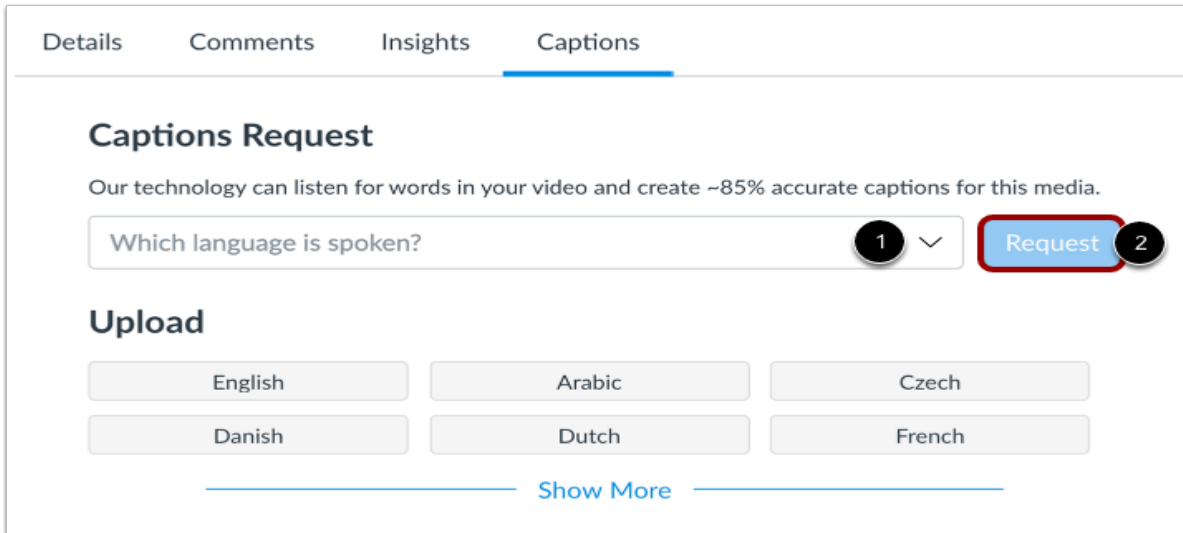 Details Comments Insights Captions
Captions Request
Our technology can listen for words in your video and create ~85% accurate captions for this media.
Which language is spoken? 1 Request 2
Upload
English Arabic Czech
Danish Dutch French
Show More